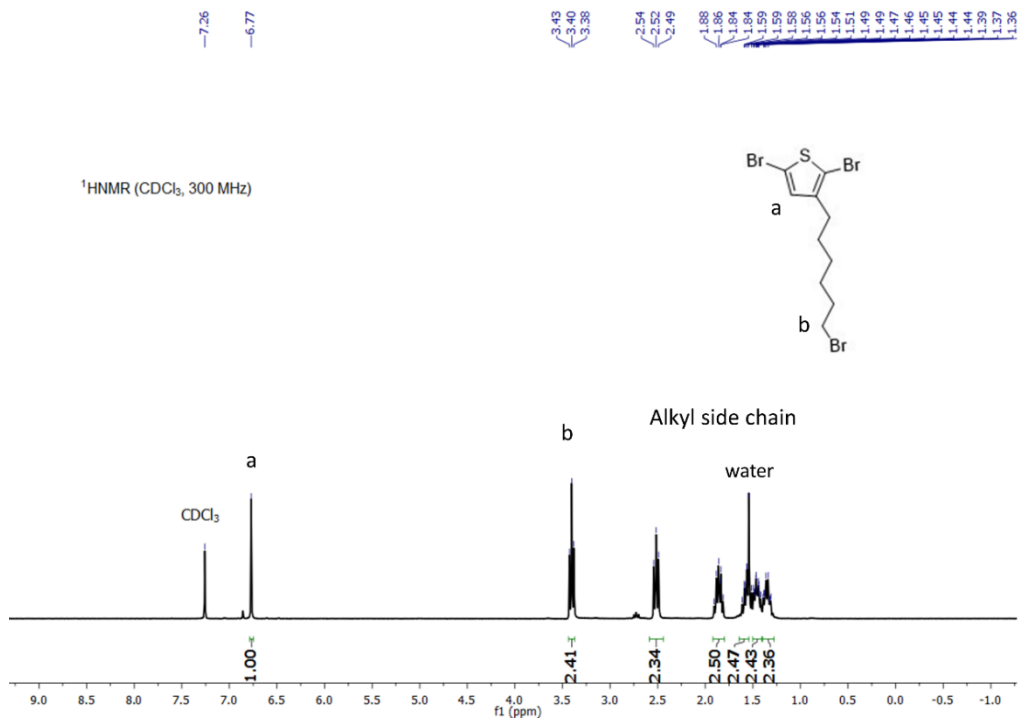 7.26
6.77
3.43
3.40
3.38
2.54
2.52
2.49
1.88
1.86
1.84
1.84
1.59
1.59
1.58
1.56
1.56
1.54
1.51
1.49
1.49
1.47
1.46
1.45
1.45
1.44
1.44
1.39
1.37
1.36
¹HNMR (CDCl₃, 300 MHz)
Br
S
Br
a
b
Br
Alkyl side chain
b
a
water
CDCl₃
1.00
2.41
2.34
2.50
2.47
2.43
2.36
9.0 8.5 8.0 7.5 7.0 6.5 6.0 5.5 5.0 4.5 4.0 3.5 3.0 2.5 2.0 1.5 1.0 0.5 0.0 -0.5 -1.0
f1 (ppm)